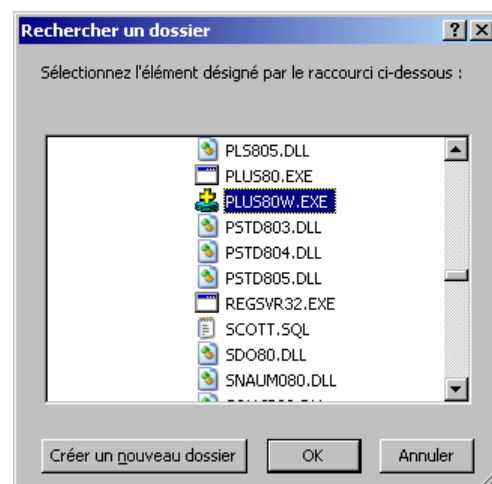 Rechercher un dossier
Sélectionnez l'élément désigné par le raccourci ci-dessous :
PLS805.DLL
PLUS80.EXE
PLUS80W.EXE
PSTD803.DLL
PSTD804.DLL
PSTD805.DLL
REGSVR32.EXE
SCOTT.SQL
SDO80.DLL
SNAUM080.DLL
Créer un nouveau dossier OK Annuler